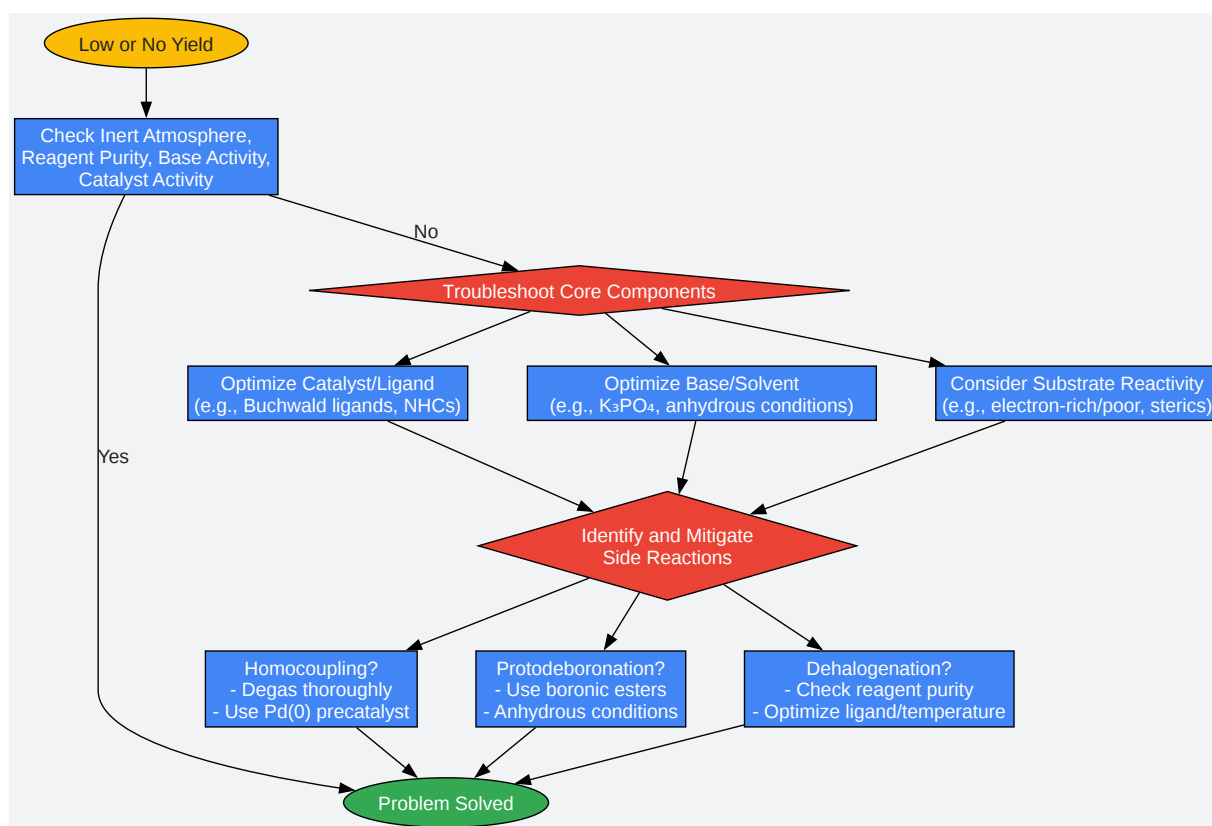 Low or No Yield
Check Inert Atmosphere,
Reagent Purity, Base Activity,
Catalyst Activity
No
Troubleshoot Core Components
Optimize Catalyst/Ligand
(e.g., Buchwald ligands, NHCs)
Optimize Base/Solvent
(e.g., K₃PO₄, anhydrous conditions)
Consider Substrate Reactivity
(e.g., electron-rich/poor, sterics)
Yes
Identify and Mitigate
Side Reactions
Homocoupling?
- Degas thoroughly
- Use Pd(0) precatalyst
Protodeboronation?
- Use boronic esters
- Anhydrous conditions
Dehalogenation?
- Check reagent purity
- Optimize ligand/temperature
Problem Solved